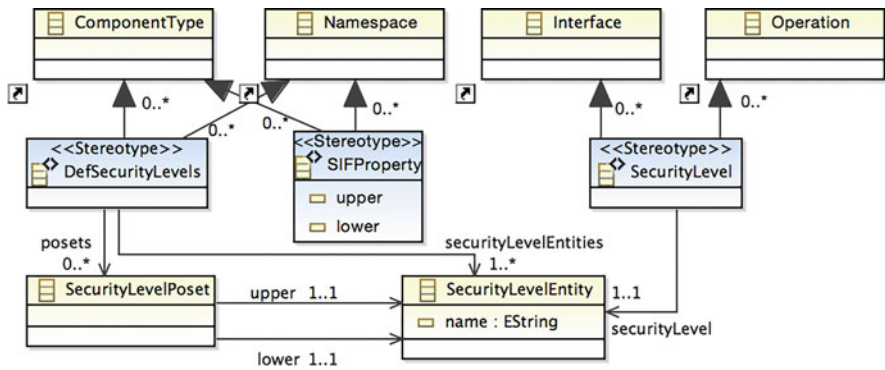 ComponentType
Namespace
Interface
Operation
0..*
0..*
0..*
0..*
0..*
0..*
<<Stereotype>>
DefSecurityLevels
<<Stereotype>>
SIFProperty
upper
lower
<<Stereotype>>
SecurityLevel
posets
0..*
securityLevelEntities
1..*
SecurityLevelPoset
upper 1..1
lower 1..1
SecurityLevelEntity
name : EString
1..1
securityLevel